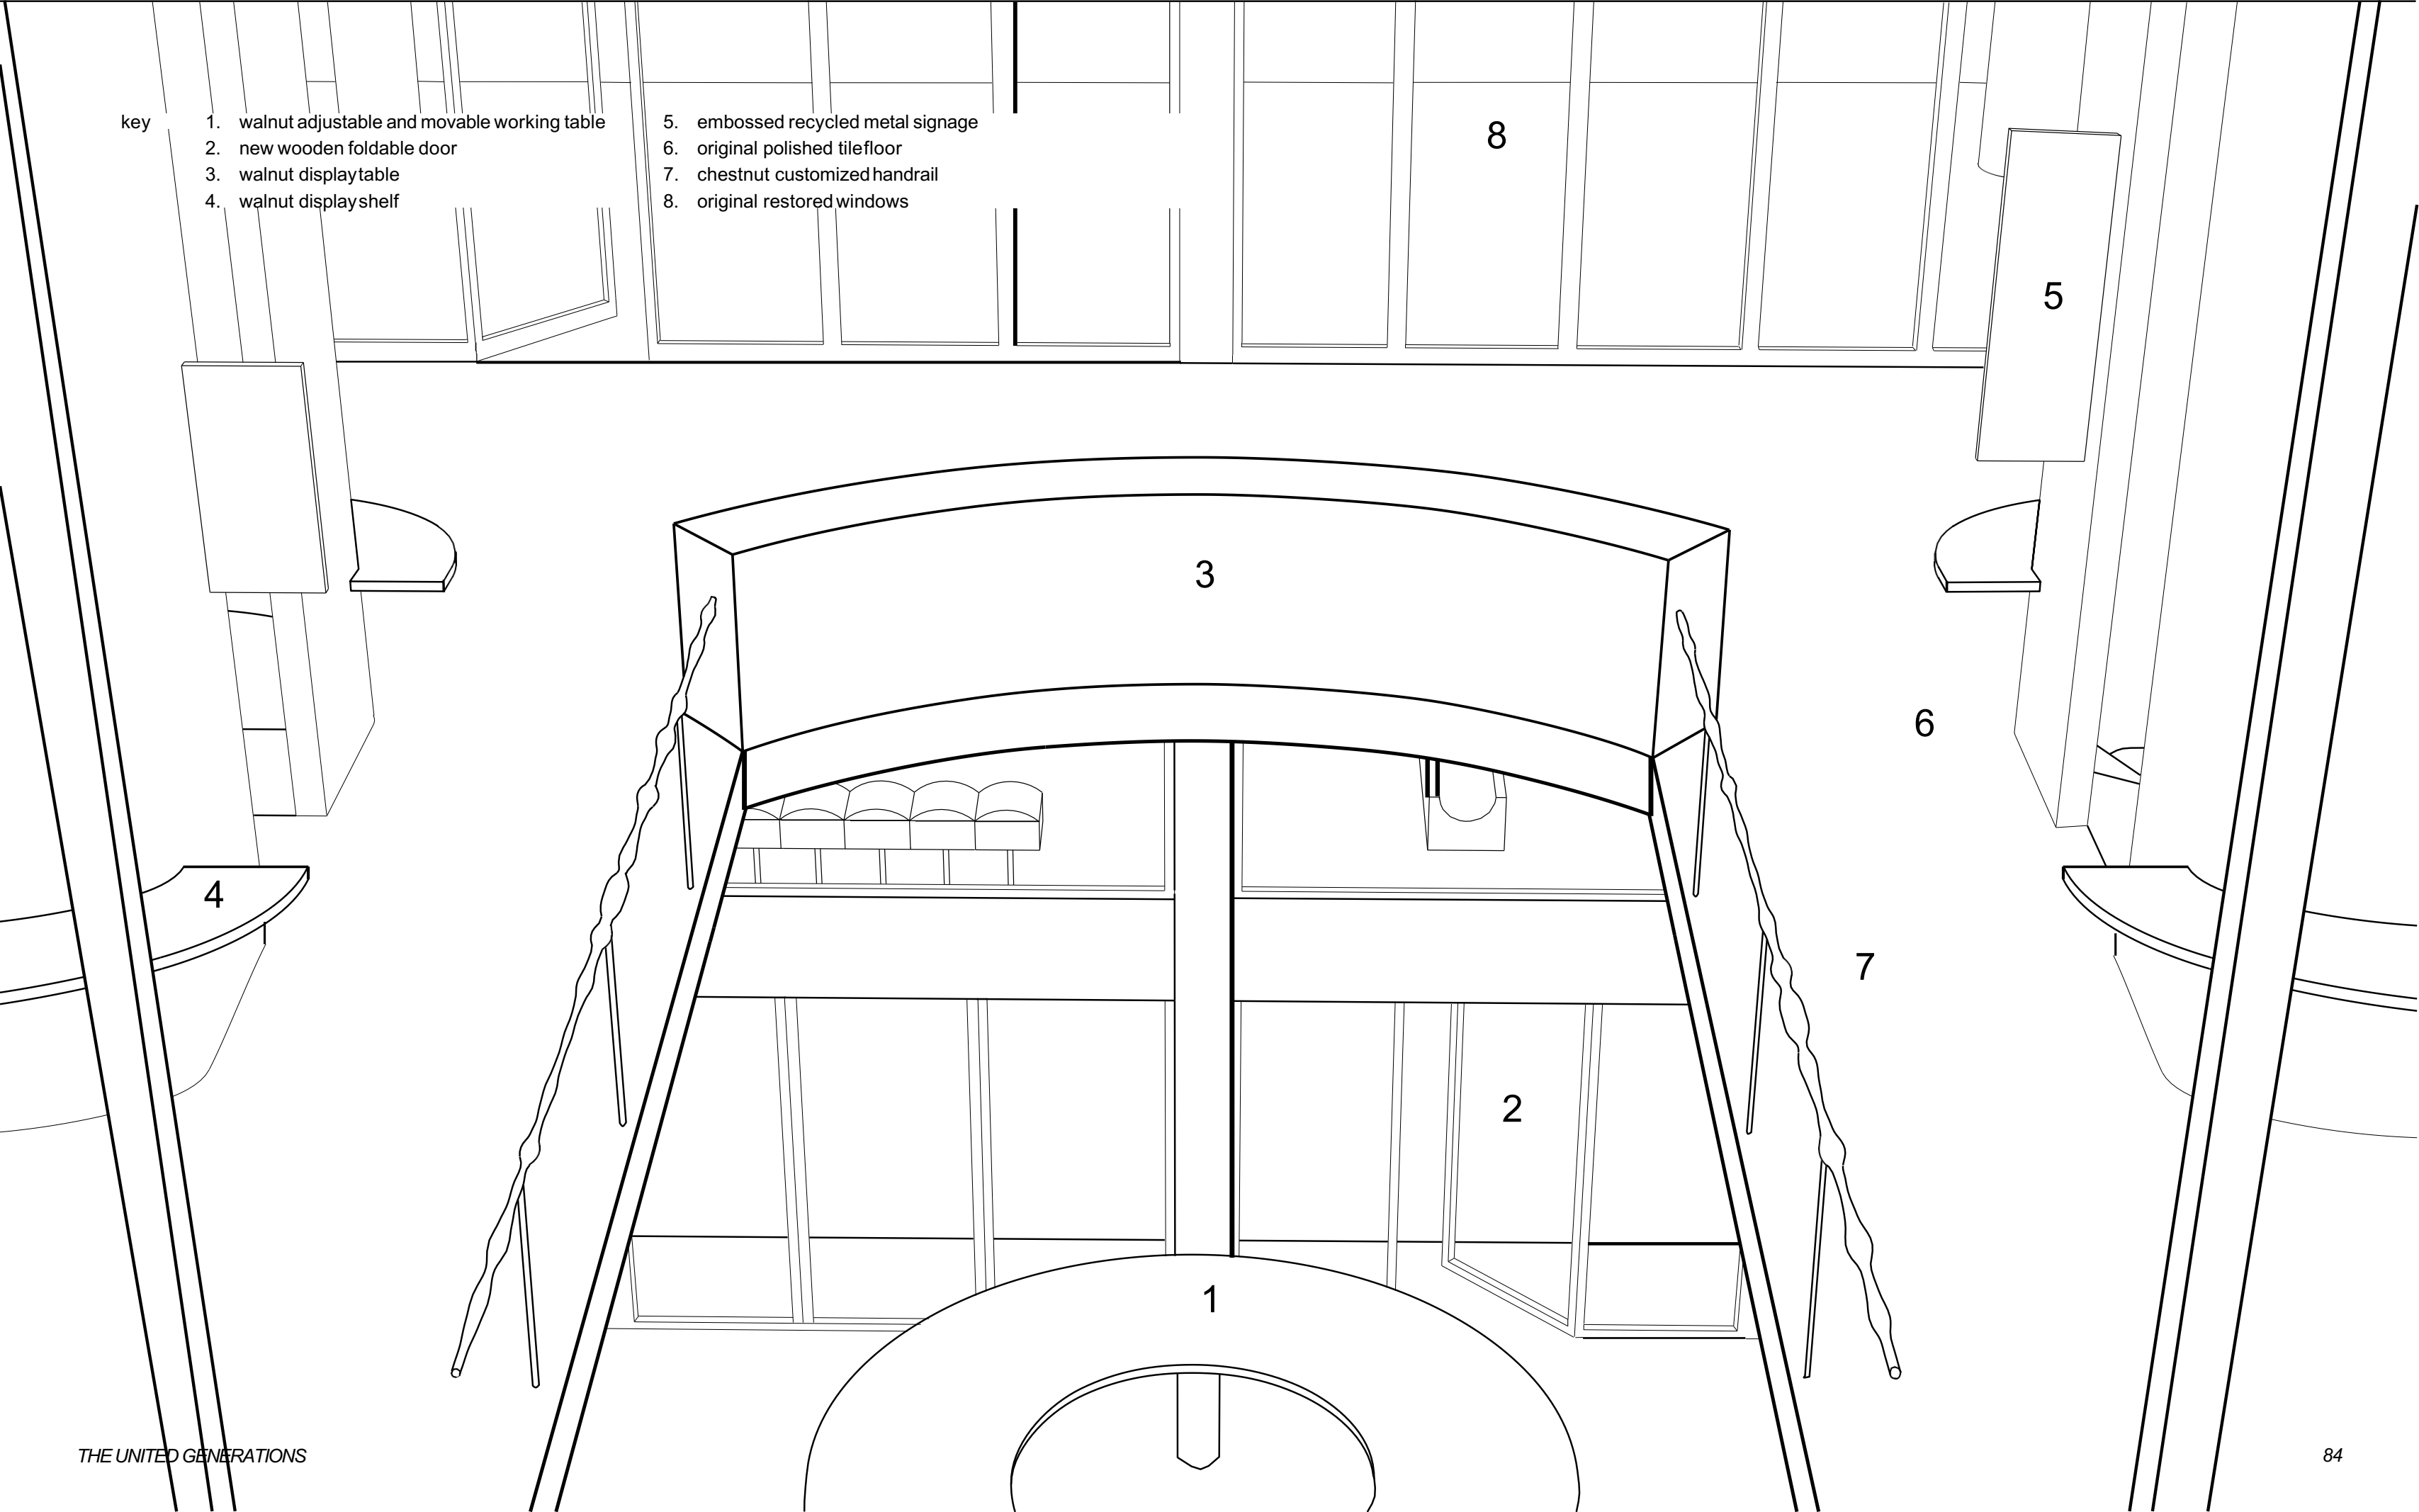 key
1. walnut adjustable and movable working table
2. new wooden foldable door
3. walnut display table
4. walnut display shelf
5. embossed recycled metal signage
6. original polished tile floor
7. chestnut customized handrail
8. original restored windows
8
5
3
6
4
7
2
1
THE UNITED GENERATIONS
84